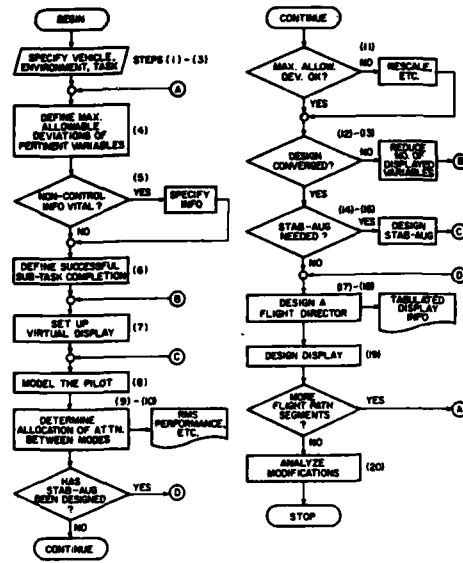 BEGIN
SPECIFY VEHICLE,
ENVIRONMENT, TASK
STEPS (1) - (3)
A
DEFINE MAX.
ALLOWABLE
DEVIATIONS OF
PERTINENT VARIABLES
(4)
(5)
NON-CONTROL
INFO VITAL ?
YES
SPECIFY
INFO
NO
DEFINE SUCCESSFUL
SUB-TASK COMPLETION
(6)
B
SET UP
VIRTUAL DISPLAY
(7)
C
MODEL THE PILOT
(8)
(9) - (10)
DETERMINE
ALLOCATION OF ATTN.
BETWEEN MODES
RMS
PERFORMANCE,
ETC.
HAS
STAB-AUG
BEEN DESIGNED
?
YES
D
NO
CONTINUE
CONTINUE
(11)
MAX. ALLOW.
DEV. OK?
NO
RESCALE,
ETC.
YES
(12)-(13)
DESIGN
CONVERGED?
NO
REDUCE
NO. OF
DISPLAYED
VARIABLES
B
YES
(14)-(16)
STAB-AUG
NEEDED ?
YES
DESIGN
STAB-AUG
C
NO
D
(17)-(18)
DESIGN A
FLIGHT DIRECTOR
TABULATED
DISPLAY
INFO
DESIGN DISPLAY
(19)
MORE
FLIGHT PATH
SEGMENTS
?
YES
A
NO
ANALYZE
MODIFICATIONS
(20)
STOP